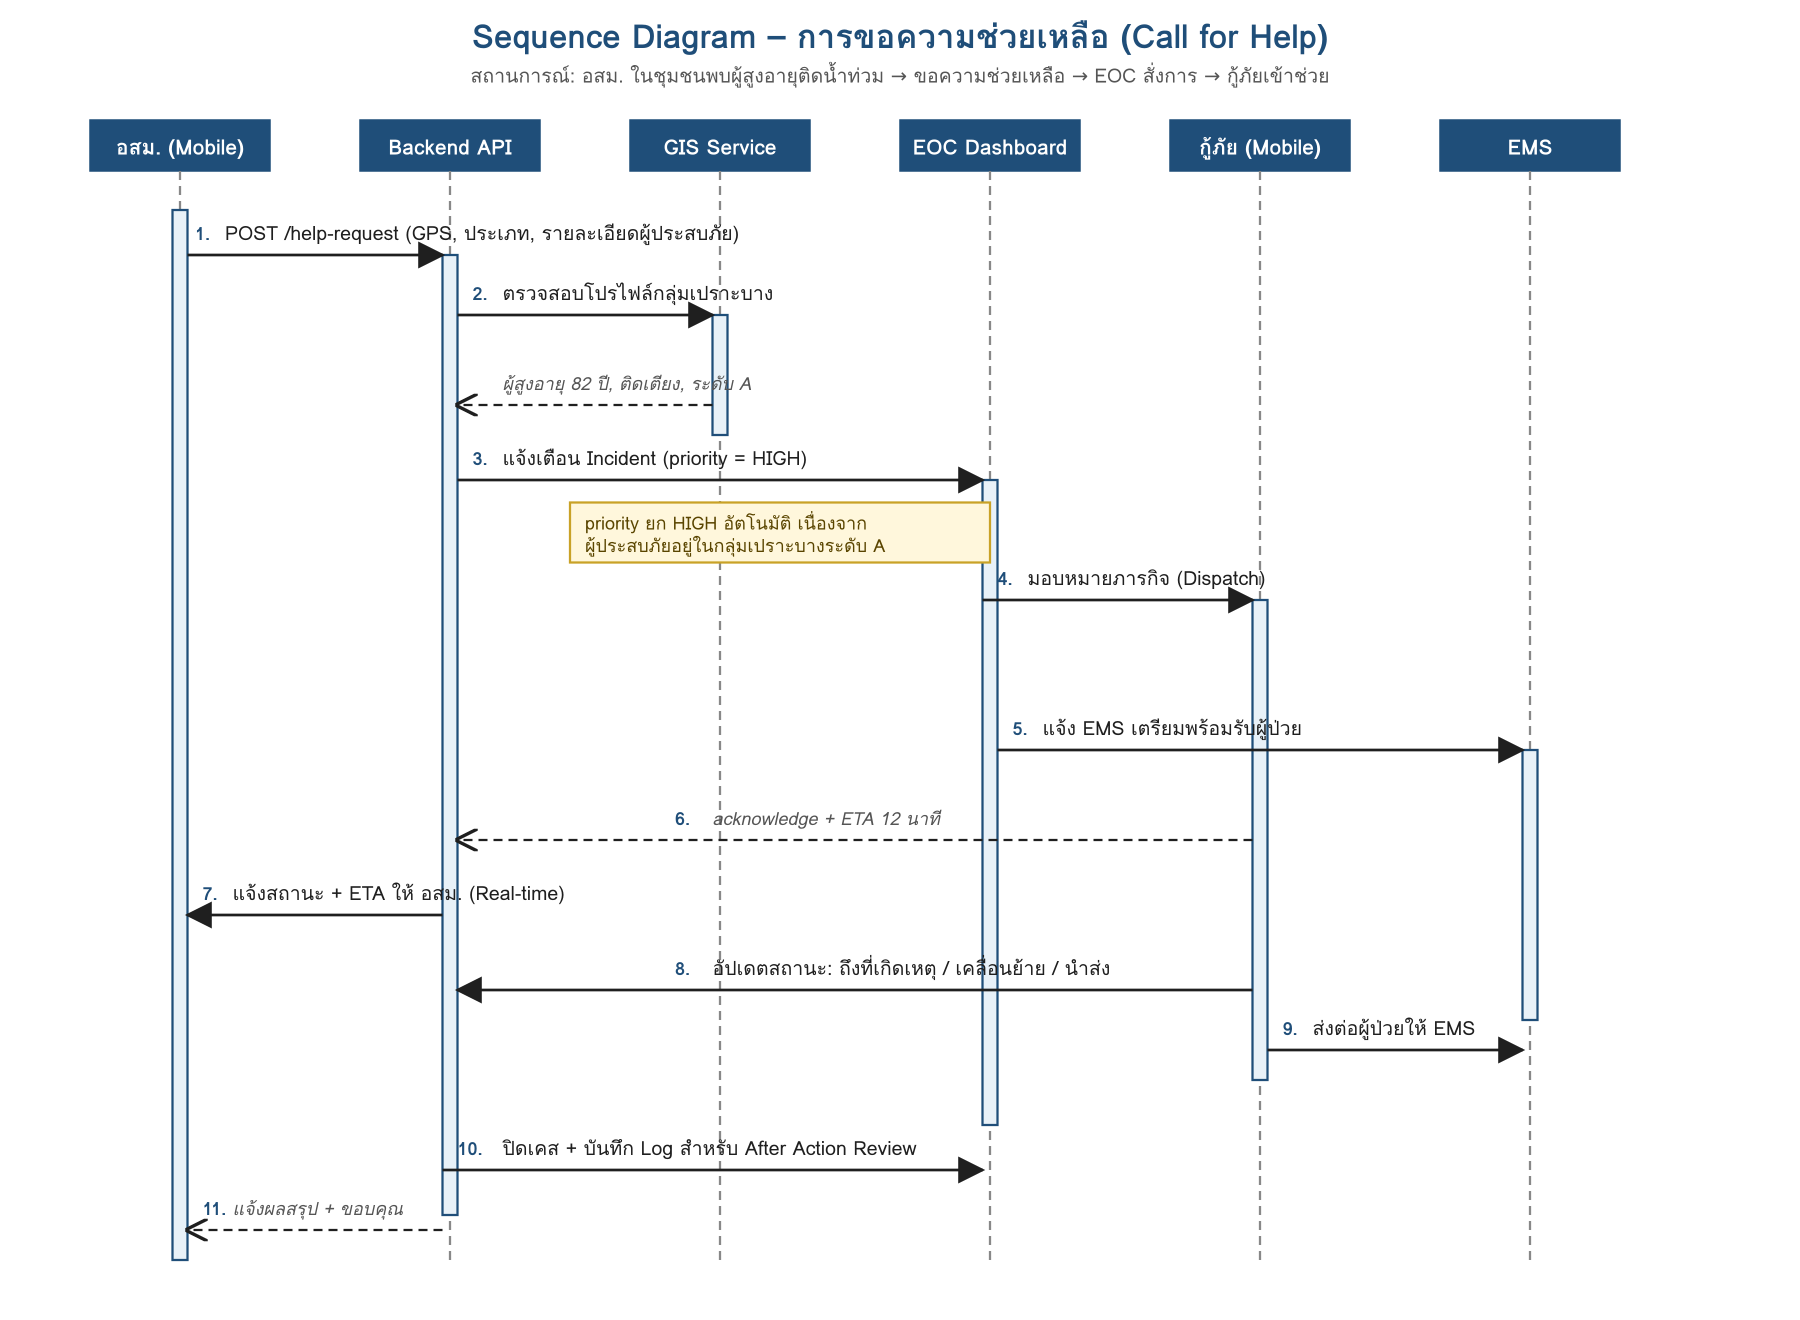 Sequence Diagram – การขอความช่วยเหลือ (Call for Help)
สถานการณ์: อสม. ในชุมชนพบผู้สูงอายุติดน้ำท่วม → ขอความช่วยเหลือ → EOC สั่งการ → กู้ภัยเข้าช่วย
อสม. (Mobile)
Backend API
GIS Service
EOC Dashboard
กู้ภัย (Mobile)
EMS
1. POST /help-request (GPS, ประเภท, รายละเอียดผู้ประสบภัย)
2. ตรวจสอบโปรไฟล์กลุ่มเปราะบาง
ผู้สูงอายุ 82 ปี, ติดเตียง, ระดับ A
3. แจ้งเตือน Incident (priority = HIGH)
priority ยก HIGH อัตโนมัติ เนื่องจาก
ผู้ประสบภัยอยู่ในกลุ่มเปราะบางระดับ A
4. มอบหมายภารกิจ (Dispatch)
5. แจ้ง EMS เตรียมพร้อมรับผู้ป่วย
6. acknowledge + ETA 12 นาที
7. แจ้งสถานะ + ETA ให้ อสม. (Real-time)
8. อัปเดตสถานะ: ถึงที่เกิดเหตุ / เคลื่อนย้าย / นำส่ง
9. ส่งต่อผู้ป่วยให้ EMS
10. ปิดเคส + บันทึก Log สำหรับ After Action Review
11. แจ้งผลสรุป + ขอบคุณ